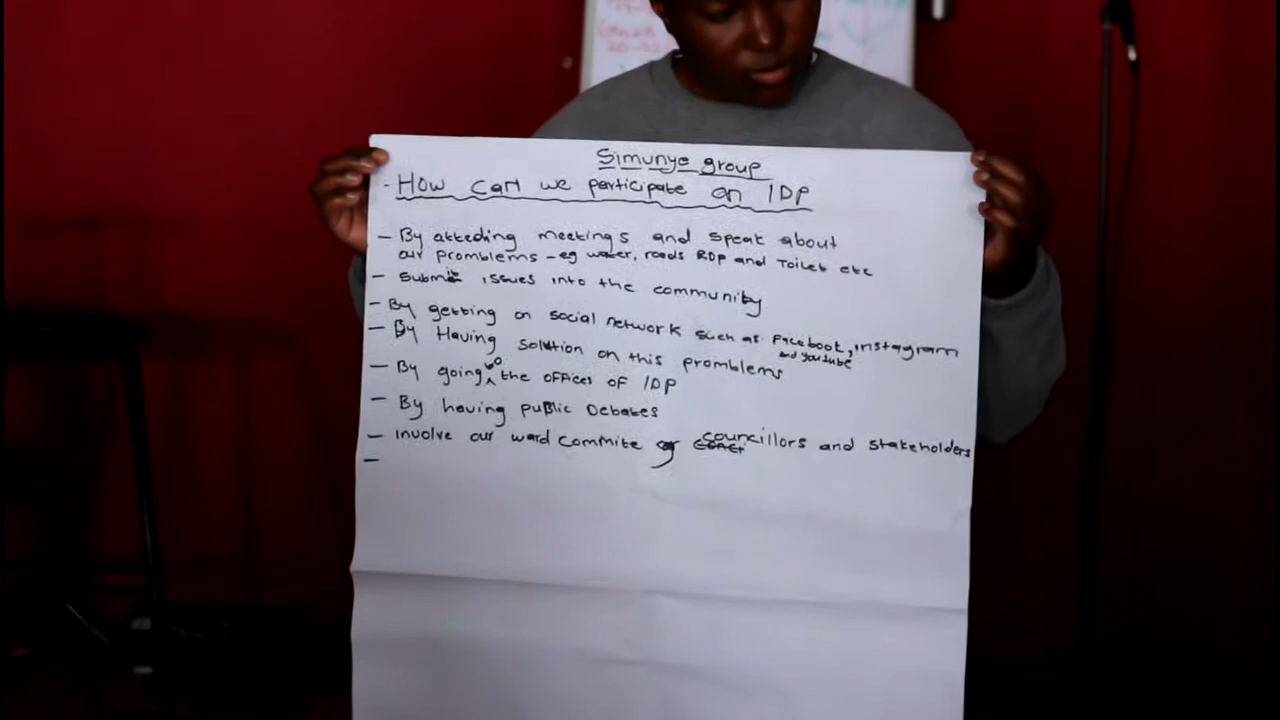 Simunye group
- How can we participate on IDP
- By atteding meetings and speak about
our promblems - eg water, roads RDP and Toilet etc
- Submit issues into the community
- By getting on social network such as Facebook, instagram
and youtube
- By Having solution on this promblems
- By going to the offices of IDP
- By having public Debates
- Involve our ward Commite or councillors and stakeholders
-